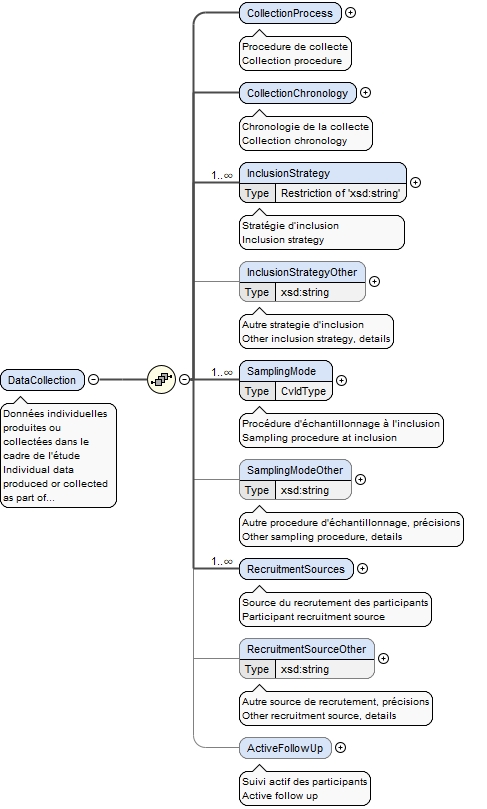 CollectionProcess
Procedure de collecte
Collection procedure
CollectionChronology
Chronologie de la collecte
Collection chronology
1..∞
InclusionStrategy
Type Restriction of 'xsd:string'
Stratégie d'inclusion
Inclusion strategy
InclusionStrategyOther
Type xsd:string
Autre strategie d'inclusion
Other inclusion strategy, details
DataCollection
Données individuelles
produites ou
collectées dans le
cadre de l'étude
Individual data
produced or collected
as part of...
1..∞
SamplingMode
Type CvIdType
Procédure d'échantillonnage à l'inclusion
Sampling procedure at inclusion
SamplingModeOther
Type xsd:string
Autre procedure d'échantillonnage, précisions
Other sampling procedure, details
1..∞
RecruitmentSources
Source du recrutement des participants
Participant recruitment source
RecruitmentSourceOther
Type xsd:string
Autre source de recrutement, précisions
Other recruitment source, details
ActiveFollowUp
Suivi actif des participants
Active follow up